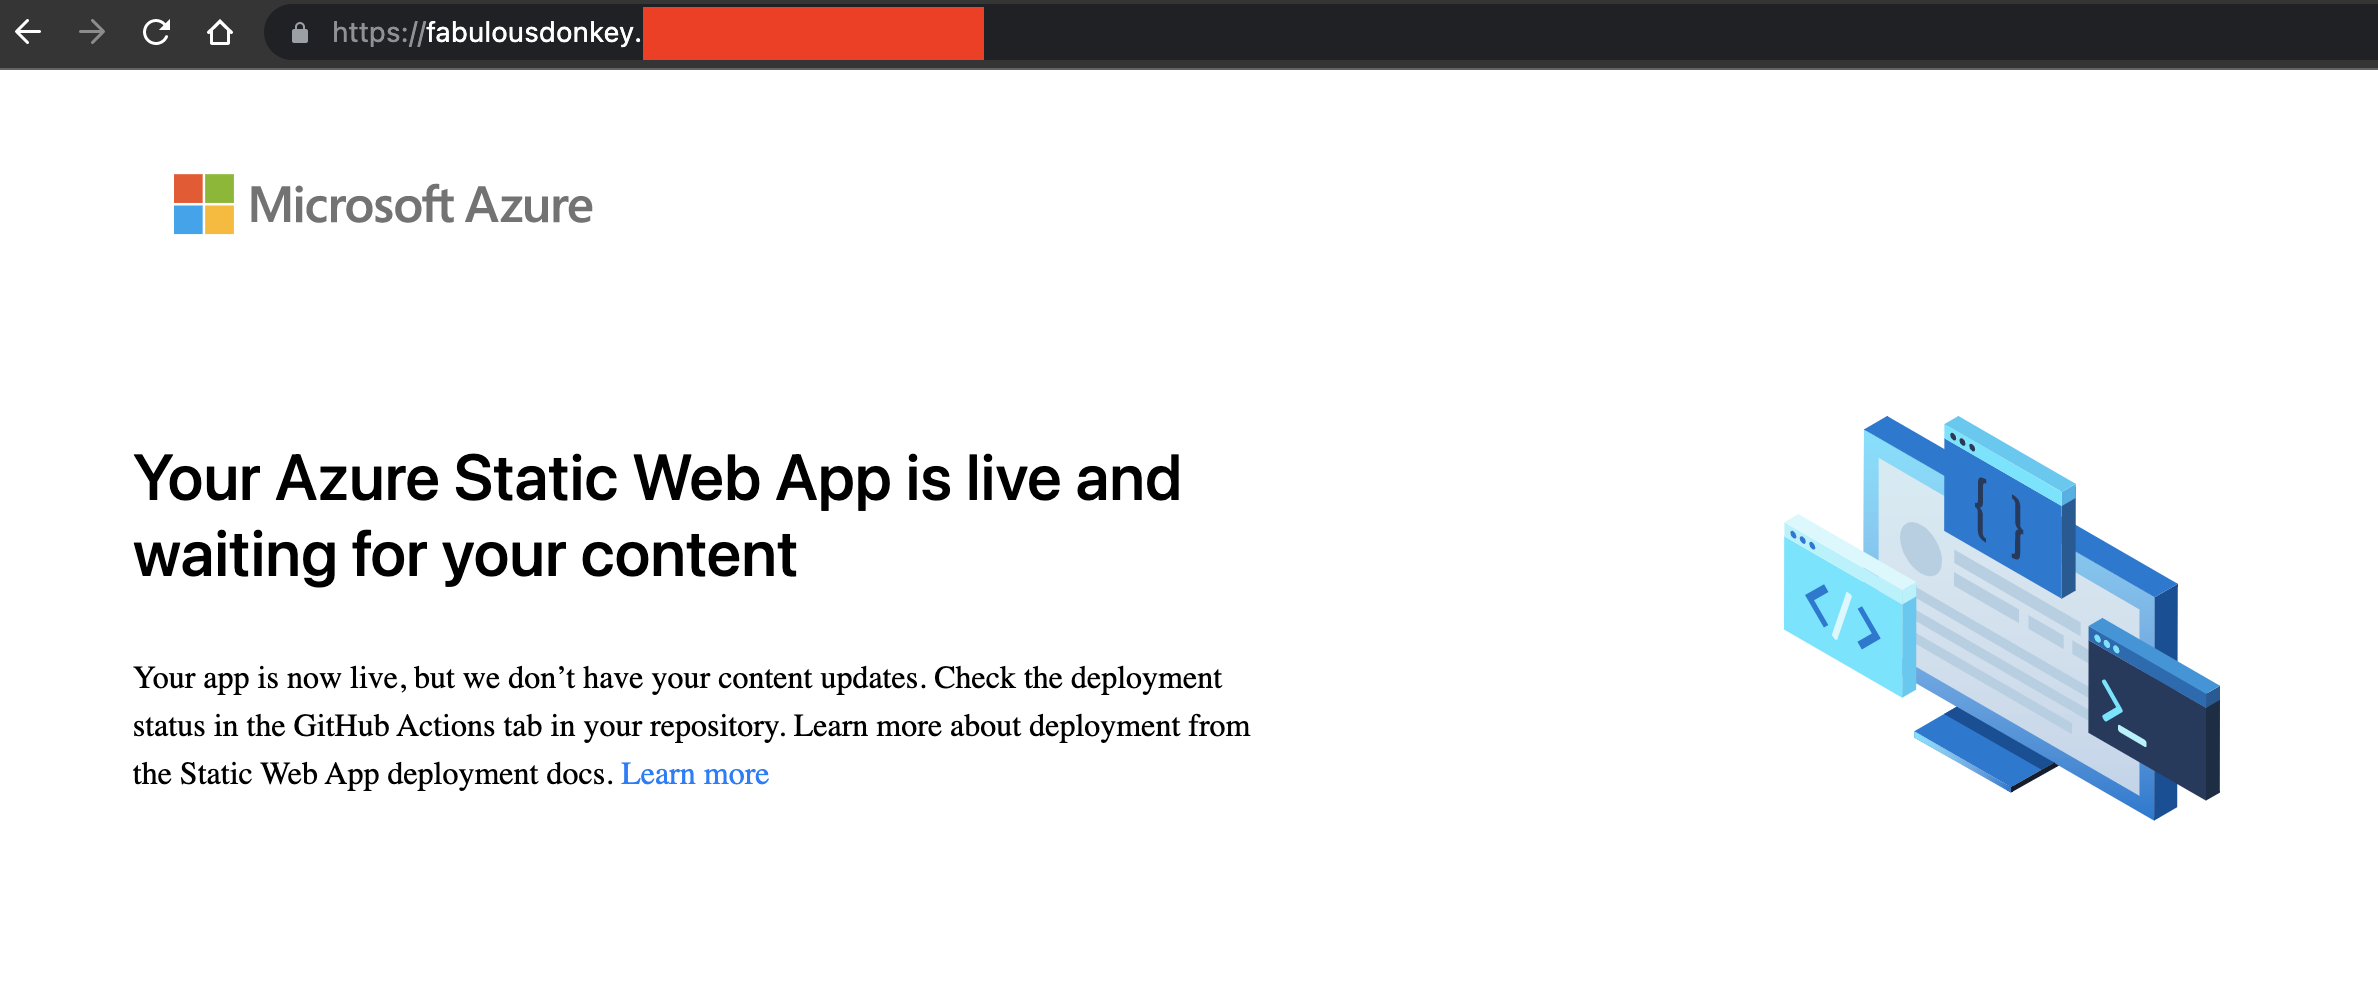 https://fabulousdonkey.
Microsoft Azure
Your Azure Static Web App is live and
waiting for your content
{ }
</>
>_
Your app is now live, but we don’t have your content updates. Check the deployment
status in the GitHub Actions tab in your repository. Learn more about deployment from
the Static Web App deployment docs. Learn more